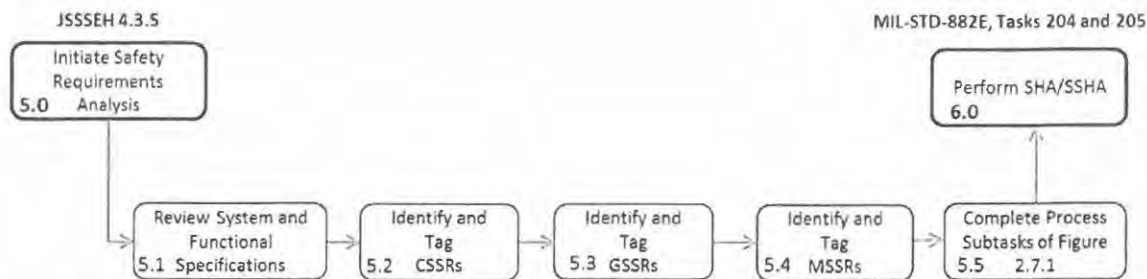 JSSSEH 4.3.5
Initiate Safety
Requirements
5.0 Analysis
MIL-STD-882E, Tasks 204 and 205
Perform SHA/SSHA
6.0
Review System and
Functional
5.1 Specifications
Identify and
Tag
5.2 CSSRs
Identify and
Tag
5.3 GSSRs
Identify and
Tag
5.4 MSSRs
Complete Process
Subtasks of Figure
5.5 2.7.1